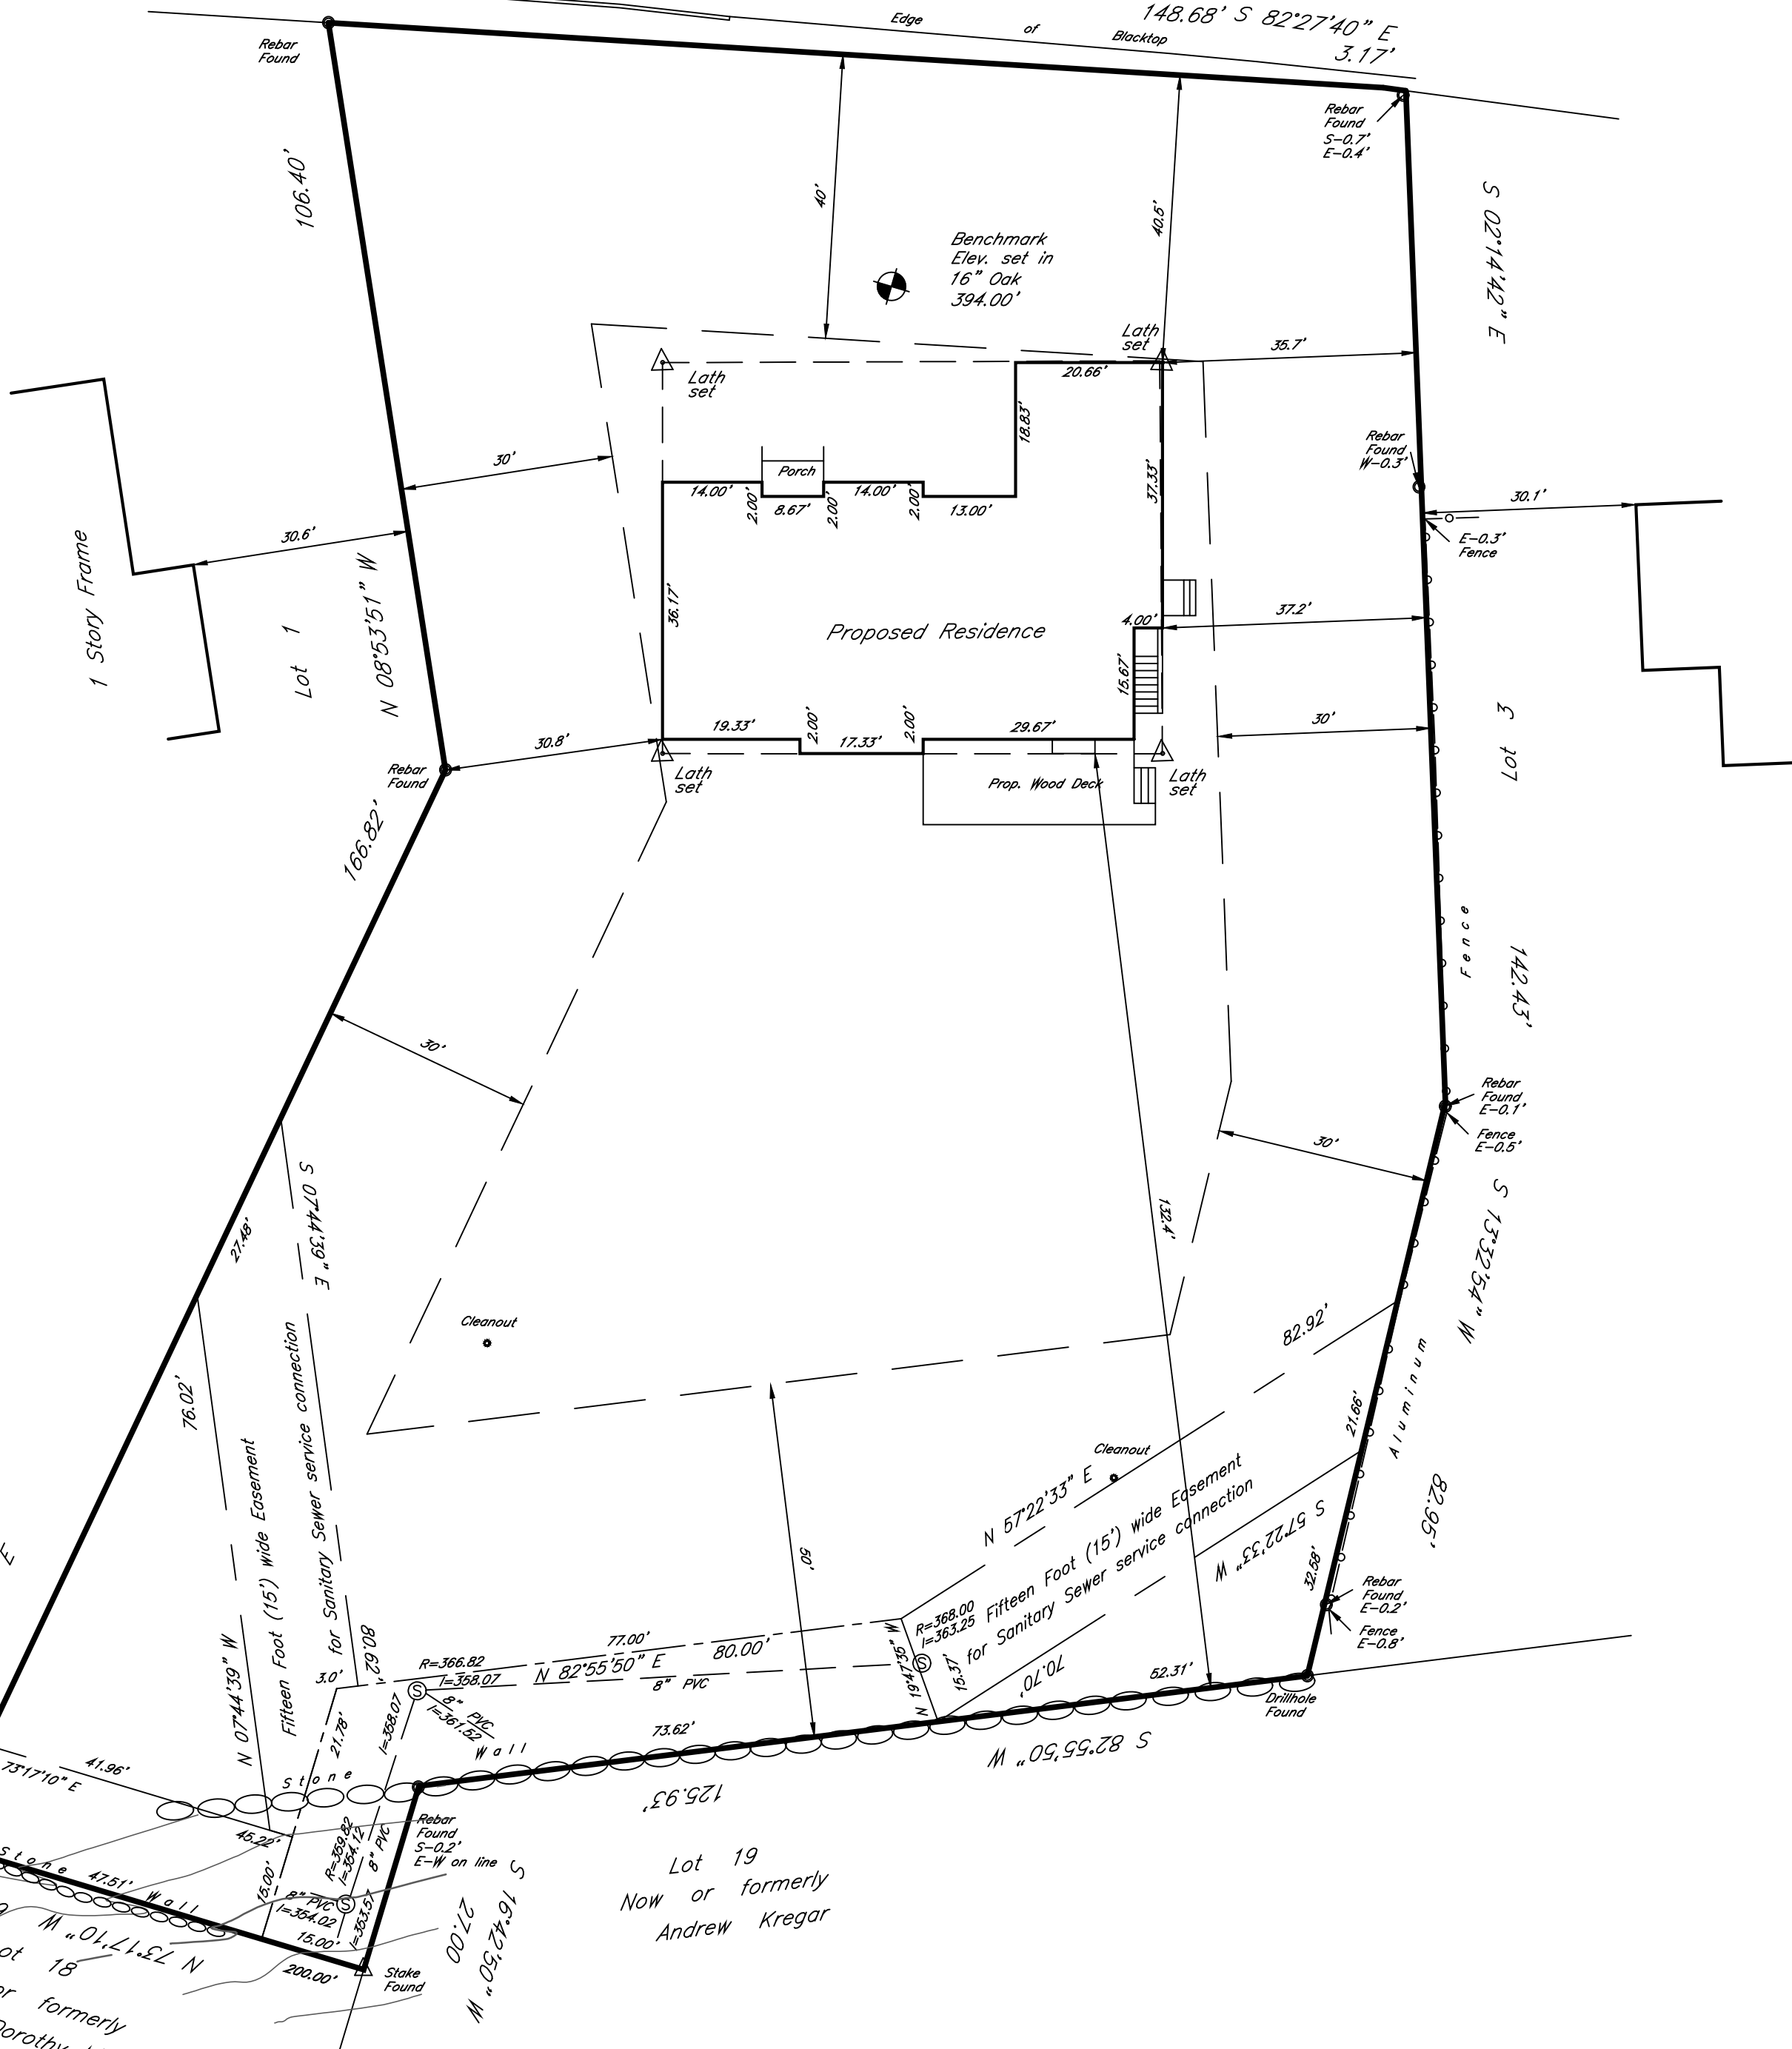 148.68' S 82°27'40" E
3.17'
Edge of Blacktop
Rebar
Found
Rebar
Found
S-0.7'
E-0.4'
106.40'
40'
40.5'
S 02°14'42" E
Benchmark
Elev. set in
16" Oak
394.00'
Lath
set
Lath
set
35.7'
20.66'
18.83'
Rebar
Found
W-0.3'
30'
Porch
14.00'
2.00'
8.67'
2.00'
14.00'
2.00'
13.00'
37.33'
30.1'
E-0.3'
Fence
30.6'
1 Story Frame
Lot 1
N 08°53'51" W
36.17'
Proposed Residence
4.00'
37.2'
15.67'
19.33'
2.00'
17.33'
2.00'
29.67'
30'
Lot 3
30.8'
Rebar
Found
Lath
set
Prop. Wood Deck
Lath
set
166.82'
Fence
142.43'
30'
Rebar
Found
E-0.1'
Fence
E-0.5'
30'
132.4'
S 13°32'54" W
27.48'
S 07°44'39" E
Cleanout
82.92'
21.66'
Aluminum
76.02'
Fifteen Foot (15') wide Easement
for Sanitary Sewer service connection
N 07°44'39" W
80.62'
Cleanout
N 57°22'33" E
Fifteen Foot (15') wide Easement
for Sanitary Sewer service connection
S 57°22'33" W
82.95'
50'
32.58'
Rebar
Found
E-0.2'
Fence
E-0.8'
R=368.00
I=363.25
N 19°47'35" W
15.37'
70.70'
52.31'
77.00'
80.00'
N 82°55'50" E
8" PVC
3.0'
R=366.82
I=358.07
8" PVC
I=361.52
I=358.07
21.78'
73.62'
Drillhole
Found
S 82°55'50" W
125.93'
Stone Wall
41.96'
73°17'10" E
45.22'
E
Rebar
Found
S-0.2'
E-W on line
R=359.82
I=354.12
8" PVC
15.00'
8" PVC
I=354.02
I=353.57
15.00'
Stone Wall
47.51'
N 73°17'10" W
200.00'
Stake
Found
27.00
S 16°42'50" W
Lot 19
Now or formerly
Andrew Kregar
ot 18
or formerly
Dorothy